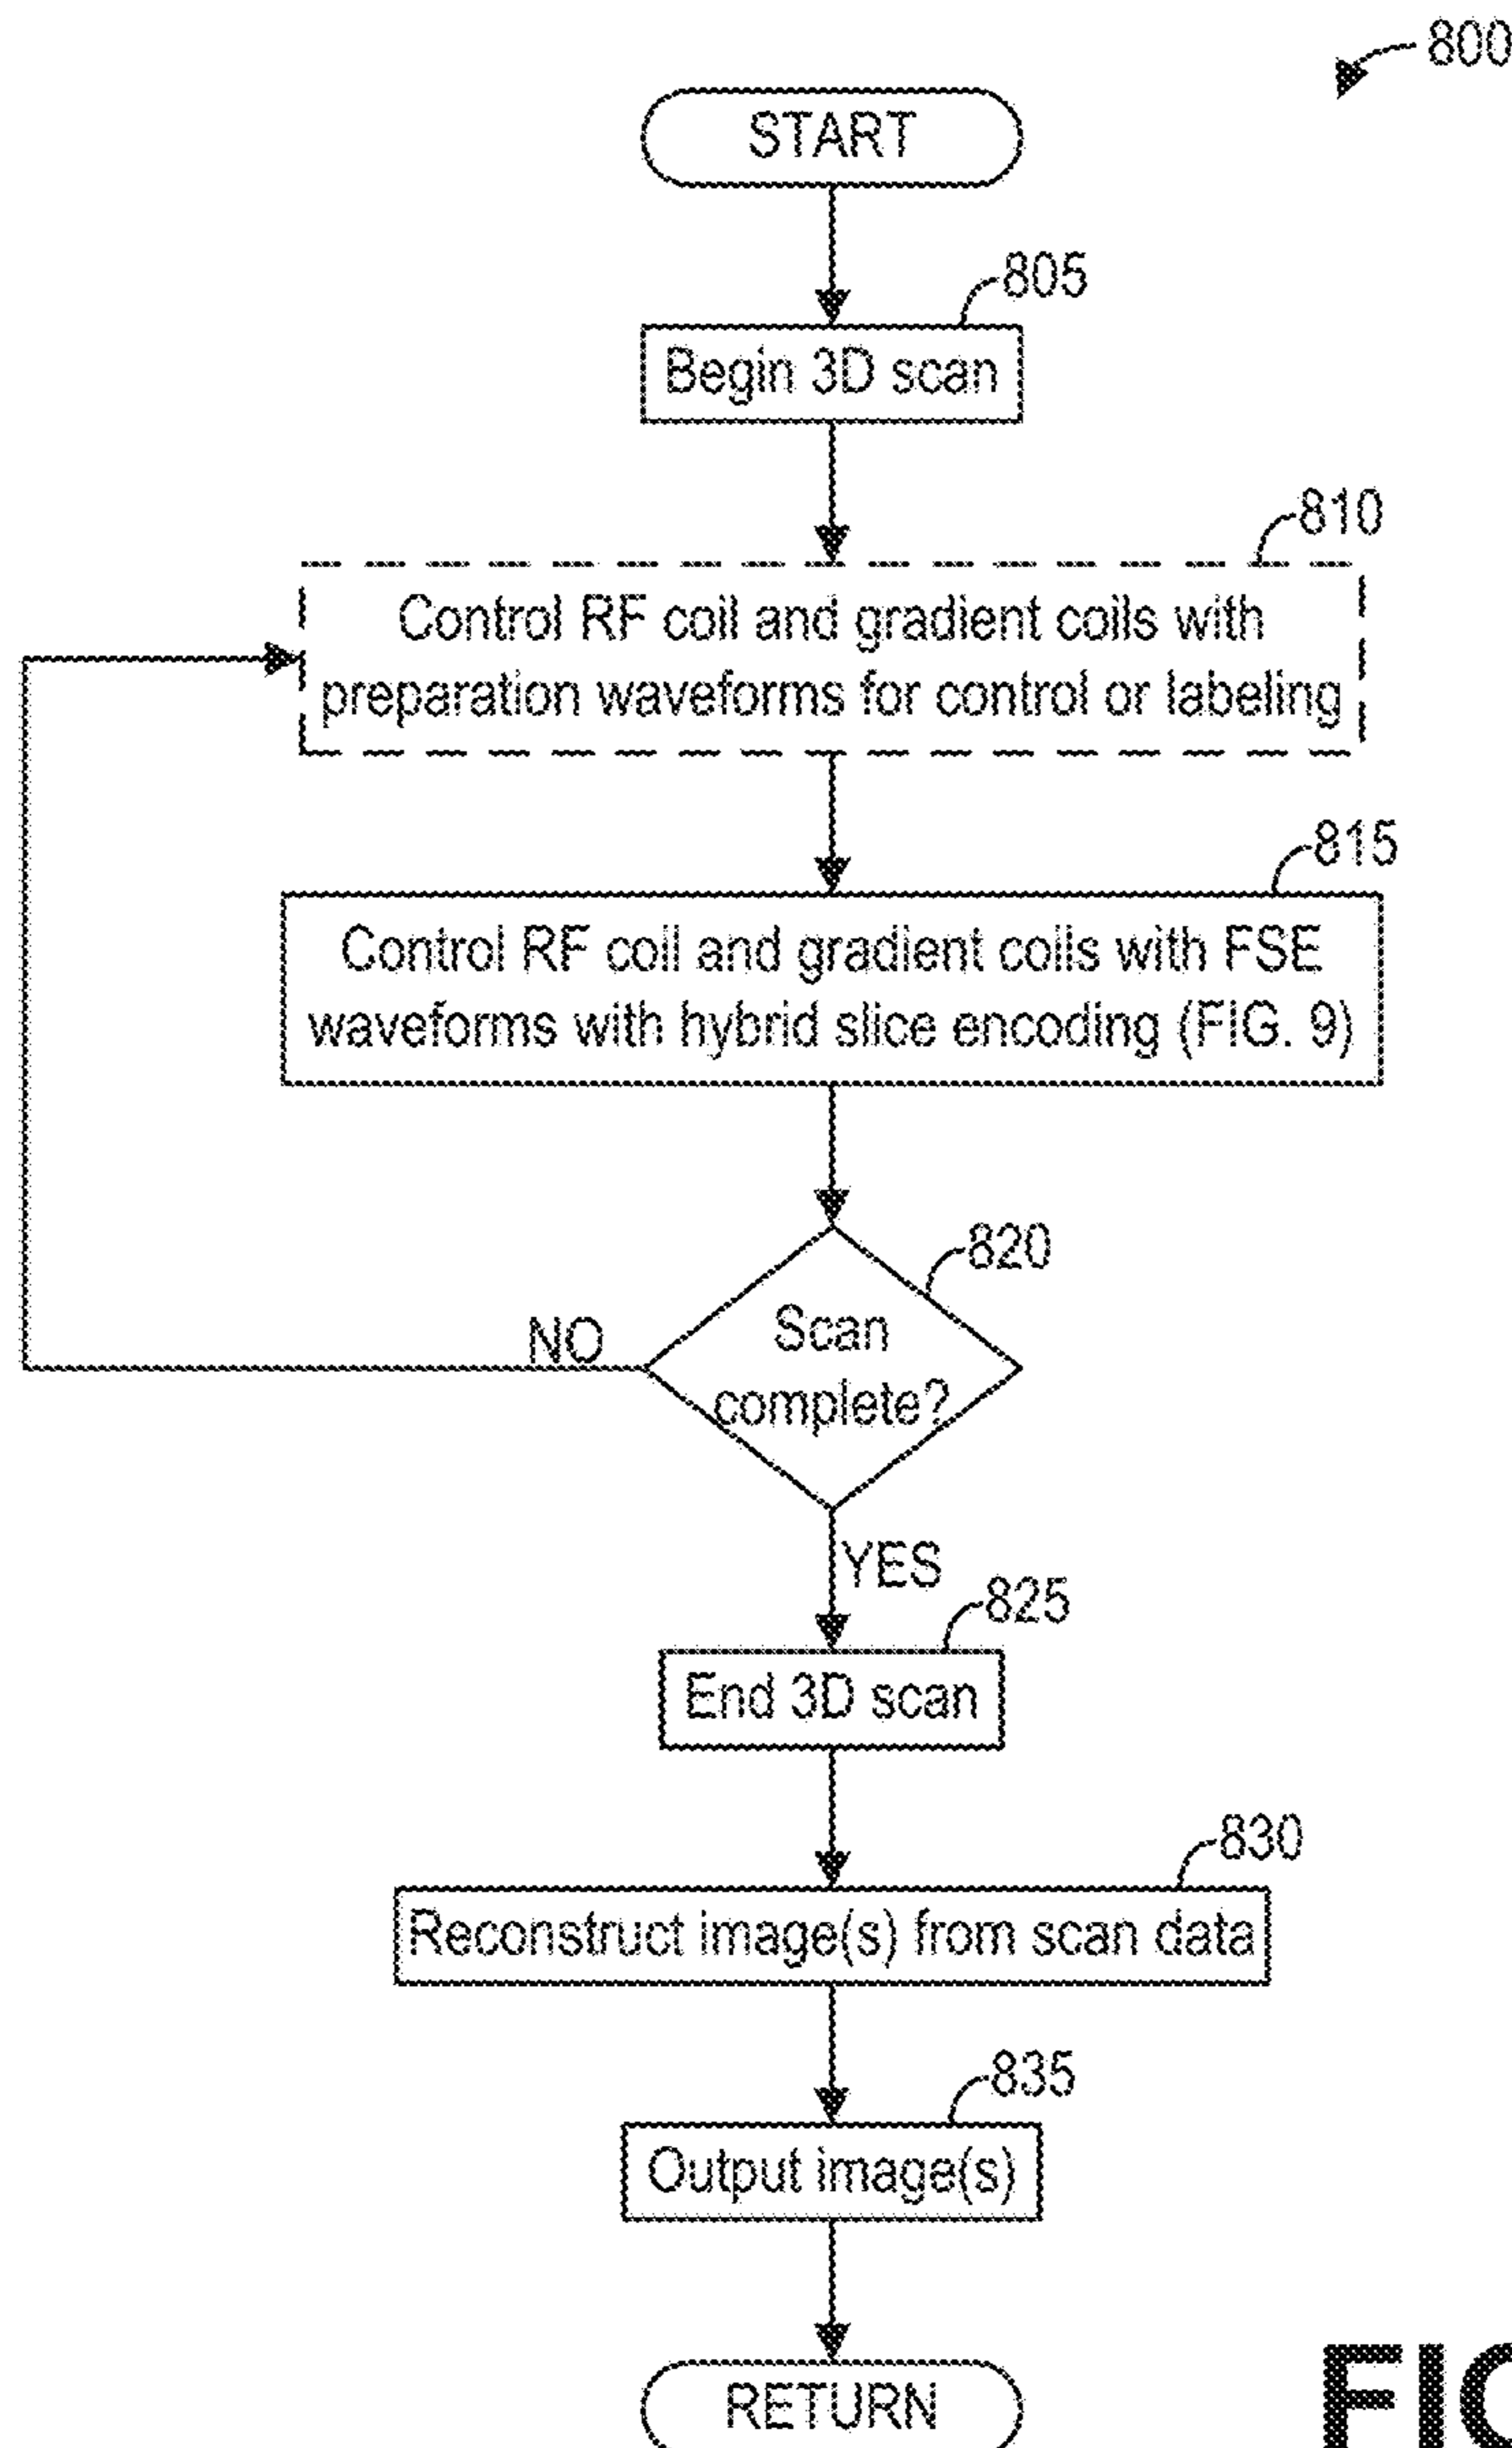 800
START
805
Begin 3D scan
810
Control RF coil and gradient coils with
preparation waveforms for control or labeling
815
Control RF coil and gradient coils with FSE
waveforms with hybrid slice encoding (FIG. 9)
820
Scan
complete?
NO
YES
825
End 3D scan
830
Reconstruct image(s) from scan data
835
Output image(s)
RETURN